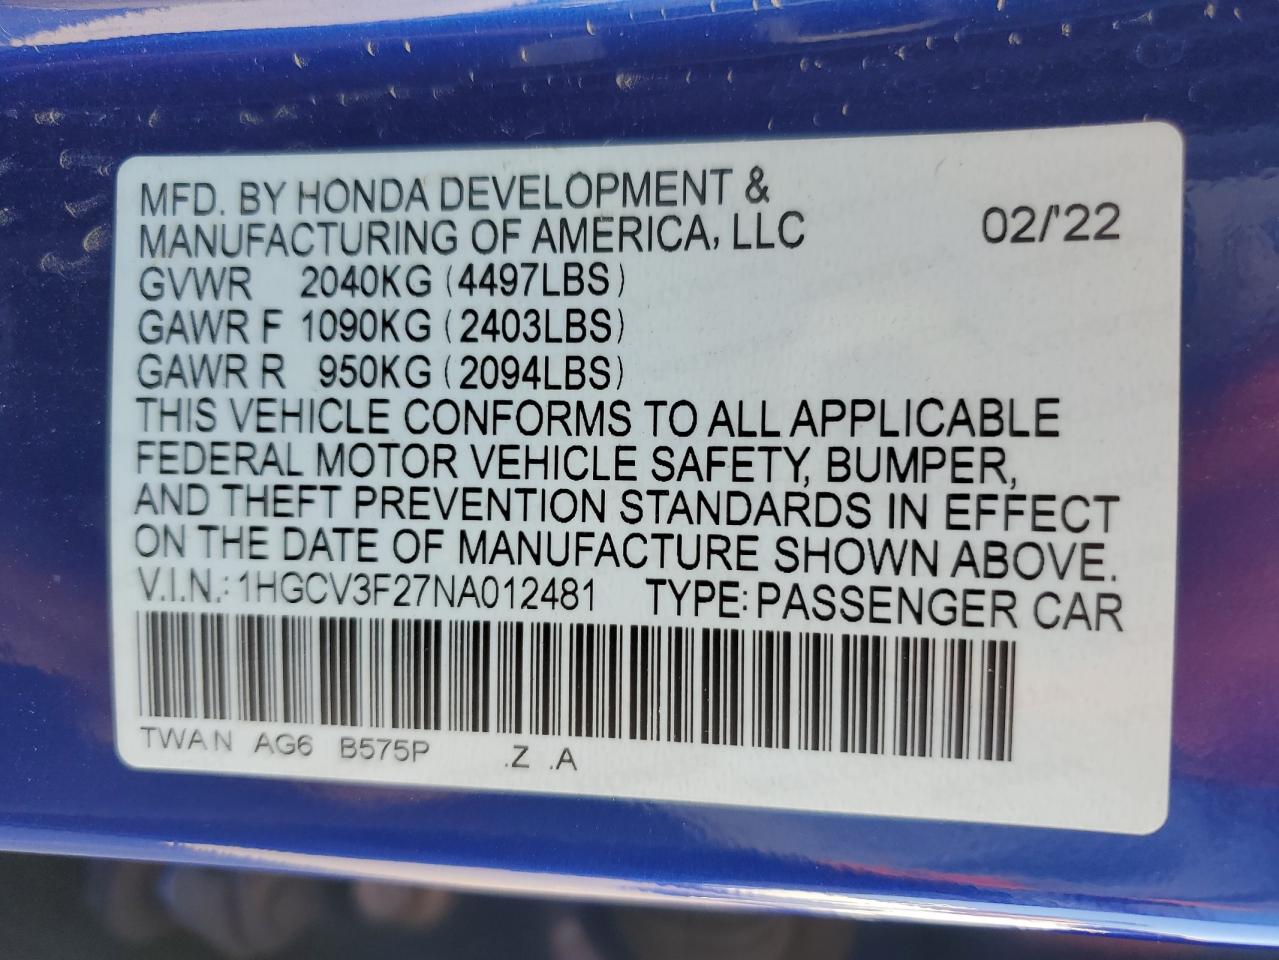 MFD. BY HONDA DEVELOPMENT &
MANUFACTURING OF AMERICA, LLC 02/'22
GVWR 2040KG (4497LBS)
GAWR F 1090KG (2403LBS)
GAWR R 950KG (2094LBS)
THIS VEHICLE CONFORMS TO ALL APPLICABLE
FEDERAL MOTOR VEHICLE SAFETY, BUMPER,
AND THEFT PREVENTION STANDARDS IN EFFECT
ON THE DATE OF MANUFACTURE SHOWN ABOVE.
V.I.N.: 1HGCV3F27NA012481 TYPE: PASSENGER CAR
TWAN AG6 B575P .Z .A